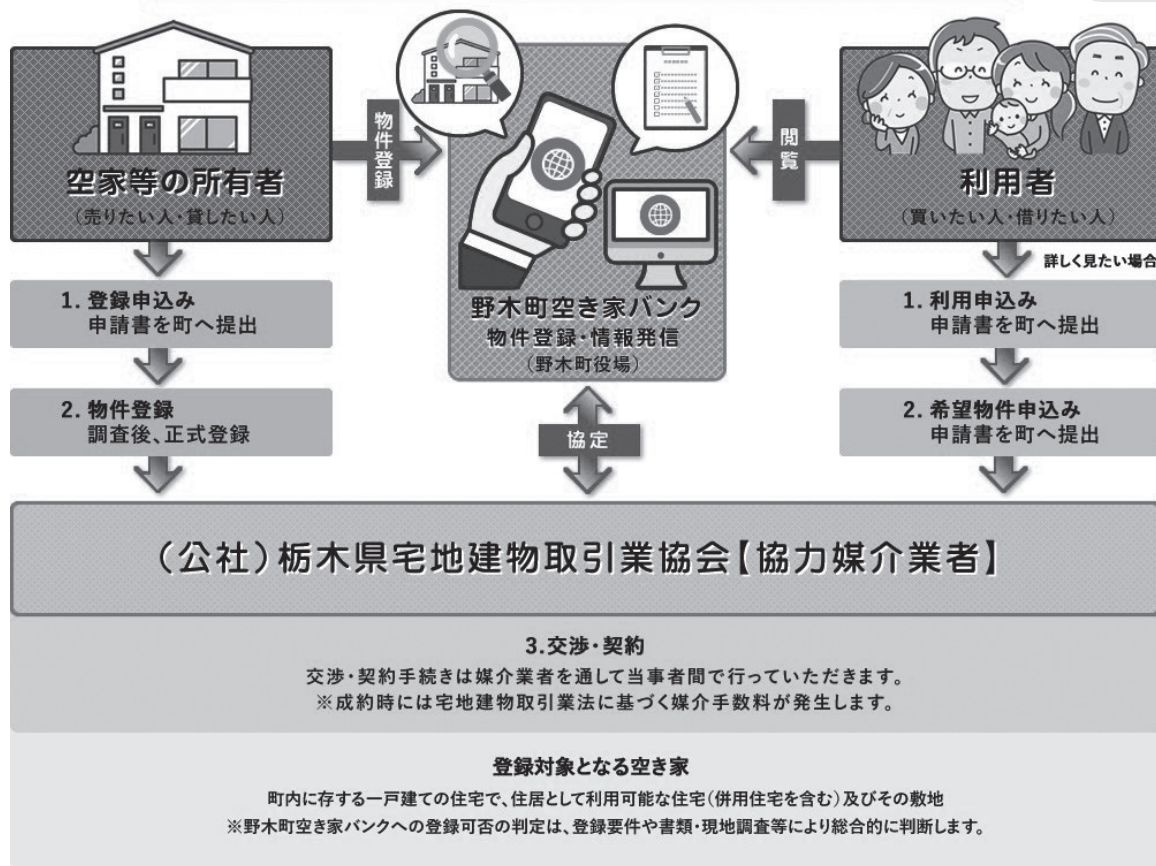 空家等の所有者
(売りたい人・貸したい人)
物件登録
野木町空き家バンク
物件登録・情報発信
(野木町役場)
閲覧
利用者
(買いたい人・借りたい人)
詳しく見たい場合
1. 登録申込み
申請書を町へ提出
2. 物件登録
調査後、正式登録
協定
1. 利用申込み
申請書を町へ提出
2. 希望物件申込み
申請書を町へ提出
(公社)栃木県宅地建物取引業協会【協力媒介業者】
3.交渉・契約
交渉・契約手続きは媒介業者を通して当事者間で行っていただきます。
※成約時には宅地建物取引業法に基づく媒介手数料が発生します。
登録対象となる空き家
町内に存する一戸建ての住宅で、住居として利用可能な住宅(併用住宅を含む)及びその敷地
※野木町空き家バンクへの登録可否の判定は、登録要件や書類・現地調査等により総合的に判断します。